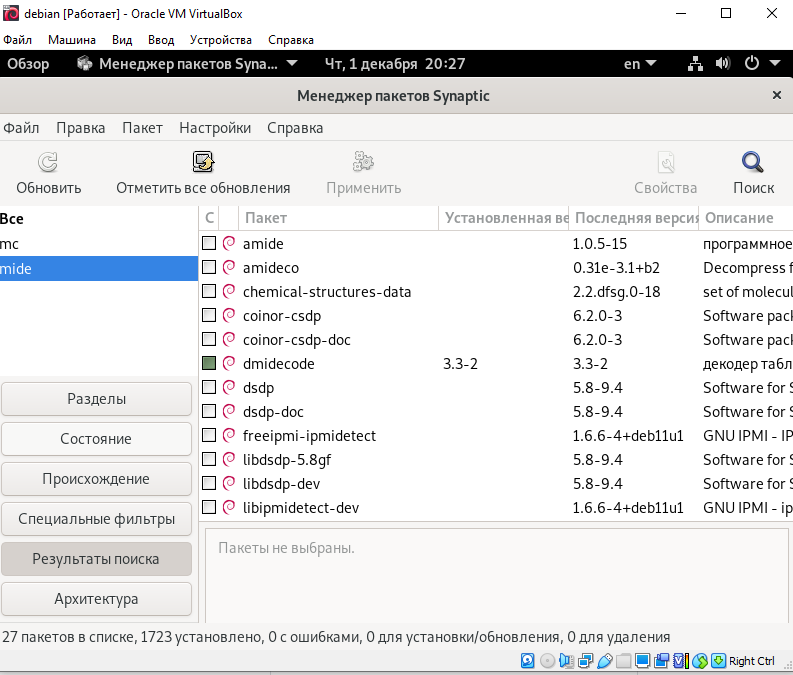 debian [Работает] - Oracle VM VirtualBox
Файл Машина Вид Ввод Устройства Справка
Обзор Менеджер пакетов Syna... Чт, 1 декабря 20:27 en
Менеджер пакетов Synaptic
Файл Правка Пакет Настройки Справка
Обновить Отметить все обновления Применить Свойства Поиск
Все
mc
mide
С Пакет Установленная ве Последняя версия Описание
amide 1.0.5-15 программное
amideco 0.31e-3.1+b2 Decompress f
chemical-structures-data 2.2.dfsg.0-18 set of molecul
coinor-csdp 6.2.0-3 Software pack
coinor-csdp-doc 6.2.0-3 Software pack
dmidecode 3.3-2 3.3-2 декодер табл
dsdp 5.8-9.4 Software for S
dsdp-doc 5.8-9.4 Software for S
freeipmi-ipmidetect 1.6.6-4+deb11u1 GNU IPMI - IP
libdsdp-5.8gf 5.8-9.4 Software for S
libdsdp-dev 5.8-9.4 Software for S
libipmidetect-dev 1.6.6-4+deb11u1 GNU IPMI - ip
Разделы
Состояние
Происхождение
Специальные фильтры
Результаты поиска
Архитектура
Пакеты не выбраны.
27 пакетов в списке, 1723 установлено, 0 с ошибками, 0 для установки/обновления, 0 для удаления
Right Ctrl